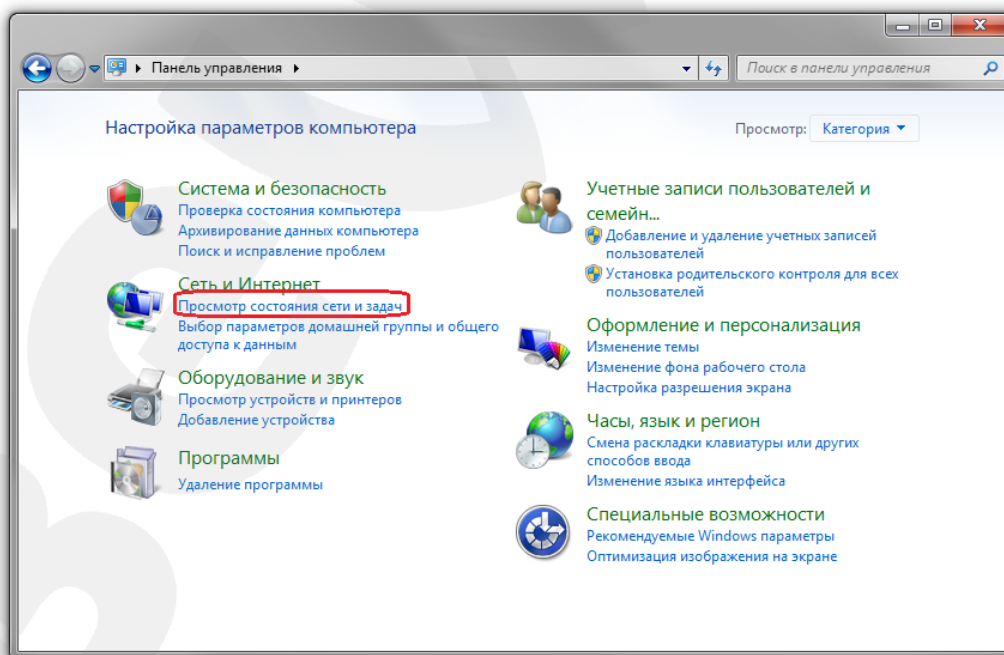 Панель управления
Поиск в панели управления
Настройка параметров компьютера
Просмотр: Категория
Система и безопасность
Проверка состояния компьютера
Архивирование данных компьютера
Поиск и исправление проблем
Сеть и Интернет
Просмотр состояния сети и задач
Выбор параметров домашней группы и общего
доступа к данным
Оборудование и звук
Просмотр устройств и принтеров
Добавление устройства
Программы
Удаление программы
Учетные записи пользователей и
семейн...
Добавление и удаление учетных записей
пользователей
Установка родительского контроля для всех
пользователей
Оформление и персонализация
Изменение темы
Изменение фона рабочего стола
Настройка разрешения экрана
Часы, язык и регион
Смена раскладки клавиатуры или других
способов ввода
Изменение языка интерфейса
Специальные возможности
Рекомендуемые Windows параметры
Оптимизация изображения на экране